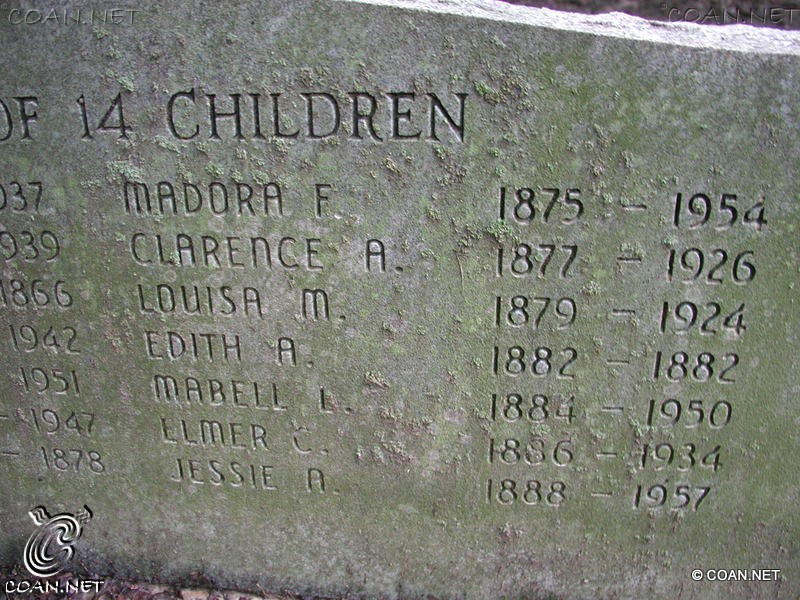 COAN.NET COAN.NET
OF 14 CHILDREN
937 MADORA F. 1875 - 1954
1939 CLARENCE A. 1877 - 1926
1866 LOUISA M. 1879 - 1924
1942 EDITH A. 1882 - 1882
1951 MABELL L. 1884 - 1950
- 1947 ELMER C. 1886 - 1934
- 1878 JESSIE A. 1888 - 1957
COAN.NET
© COAN.NET